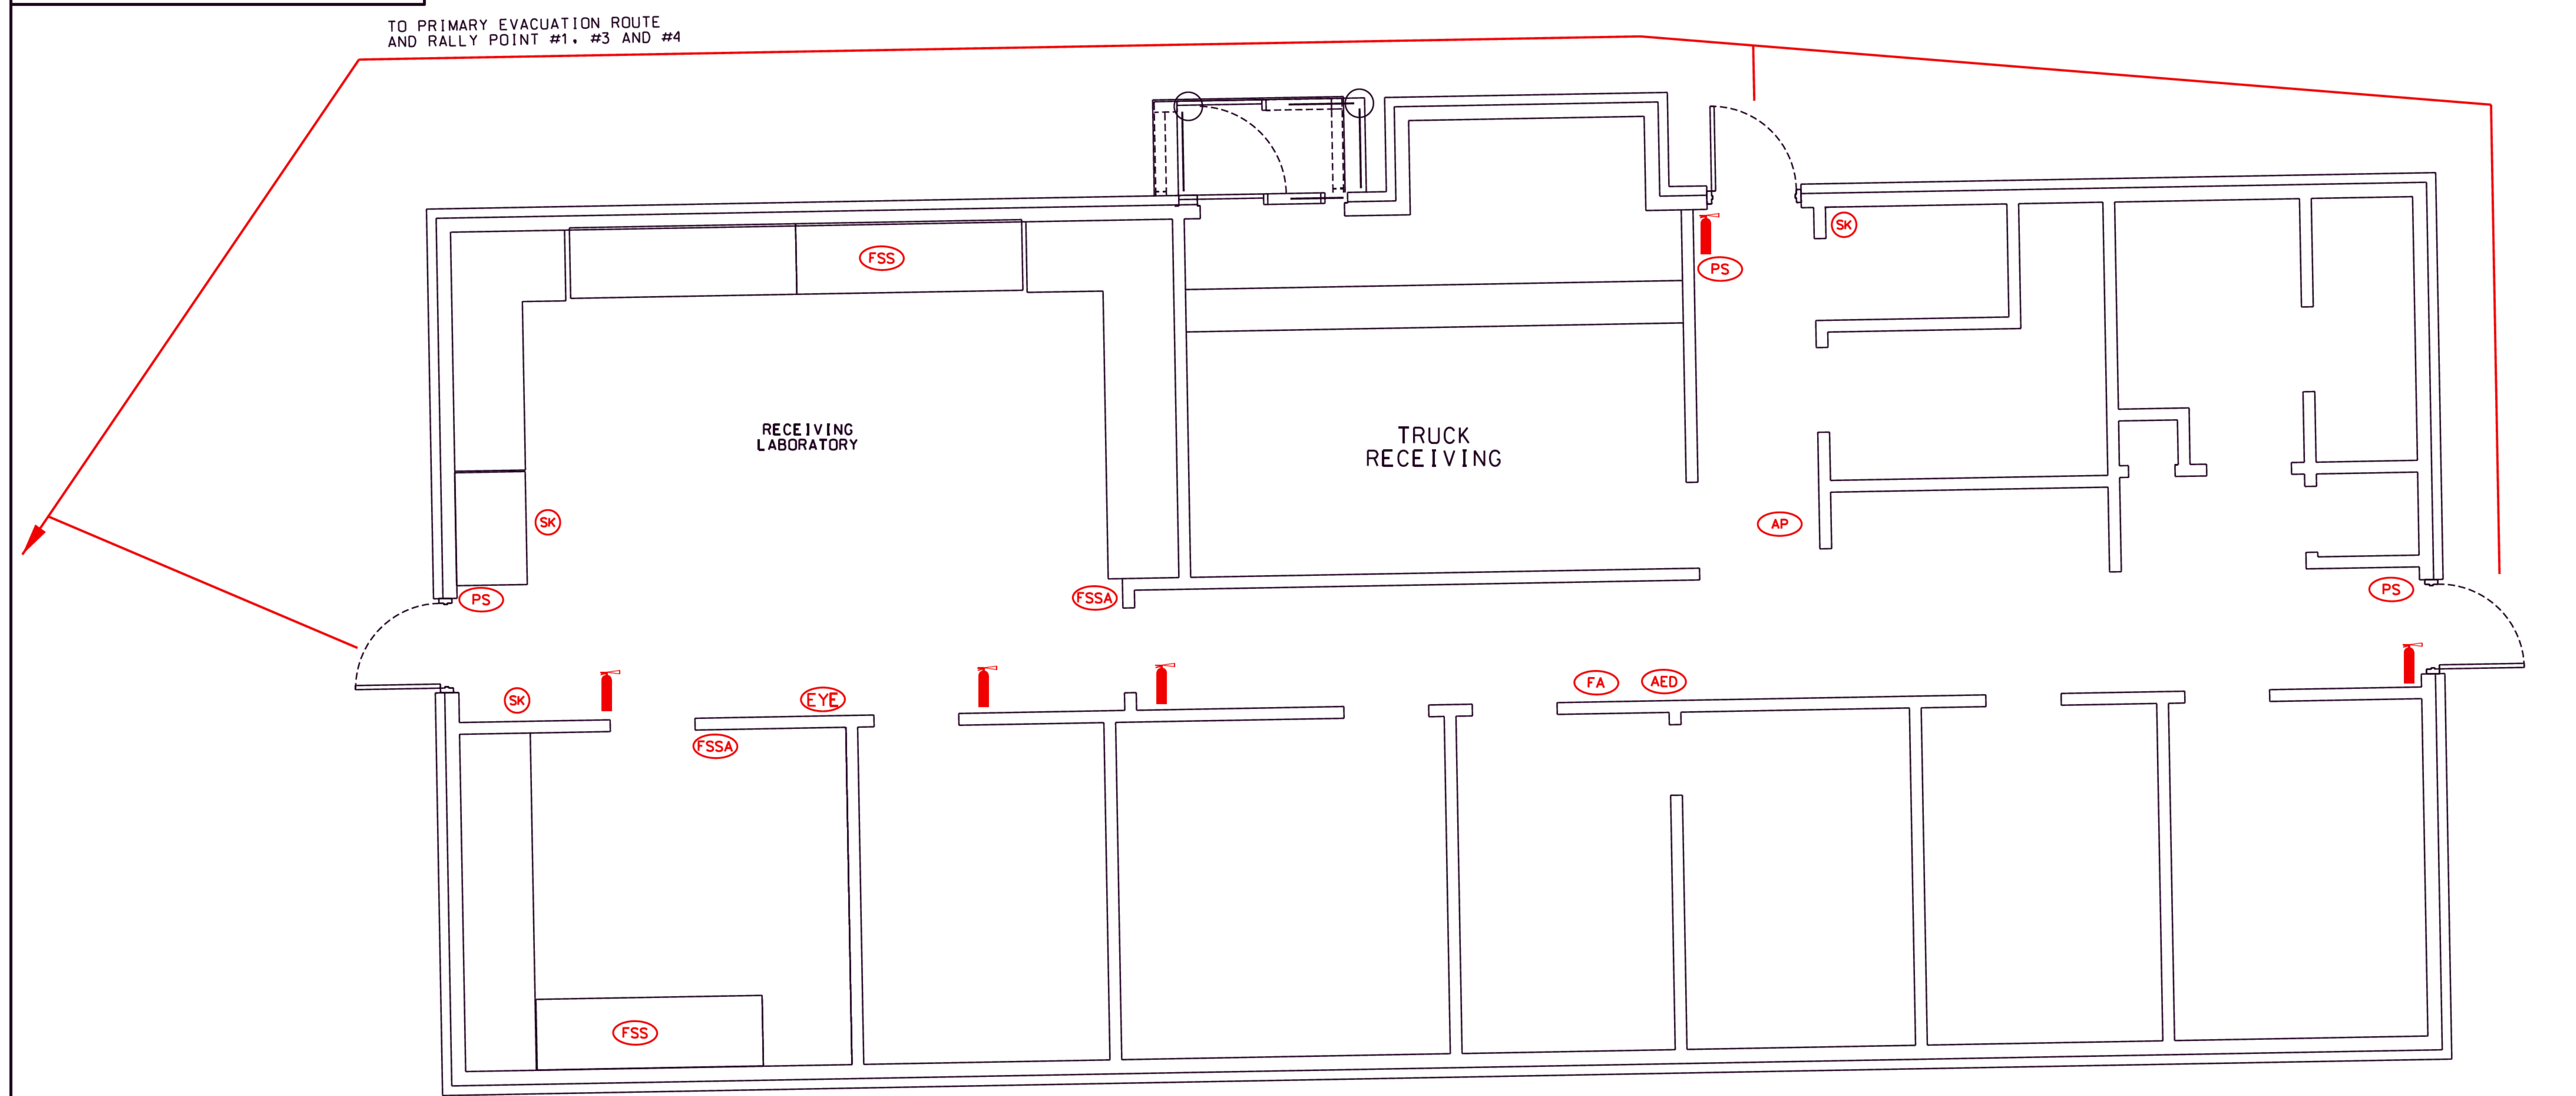 TO PRIMARY EVACUATION ROUTE
AND RALLY POINT #1, #3 AND #4
SK
FSS
PS
RECEIVING
LABORATORY
TRUCK
RECEIVING
SK
AP
PS
FSSA
PS
SK
EYE
FA
AED
FSSA
FSS